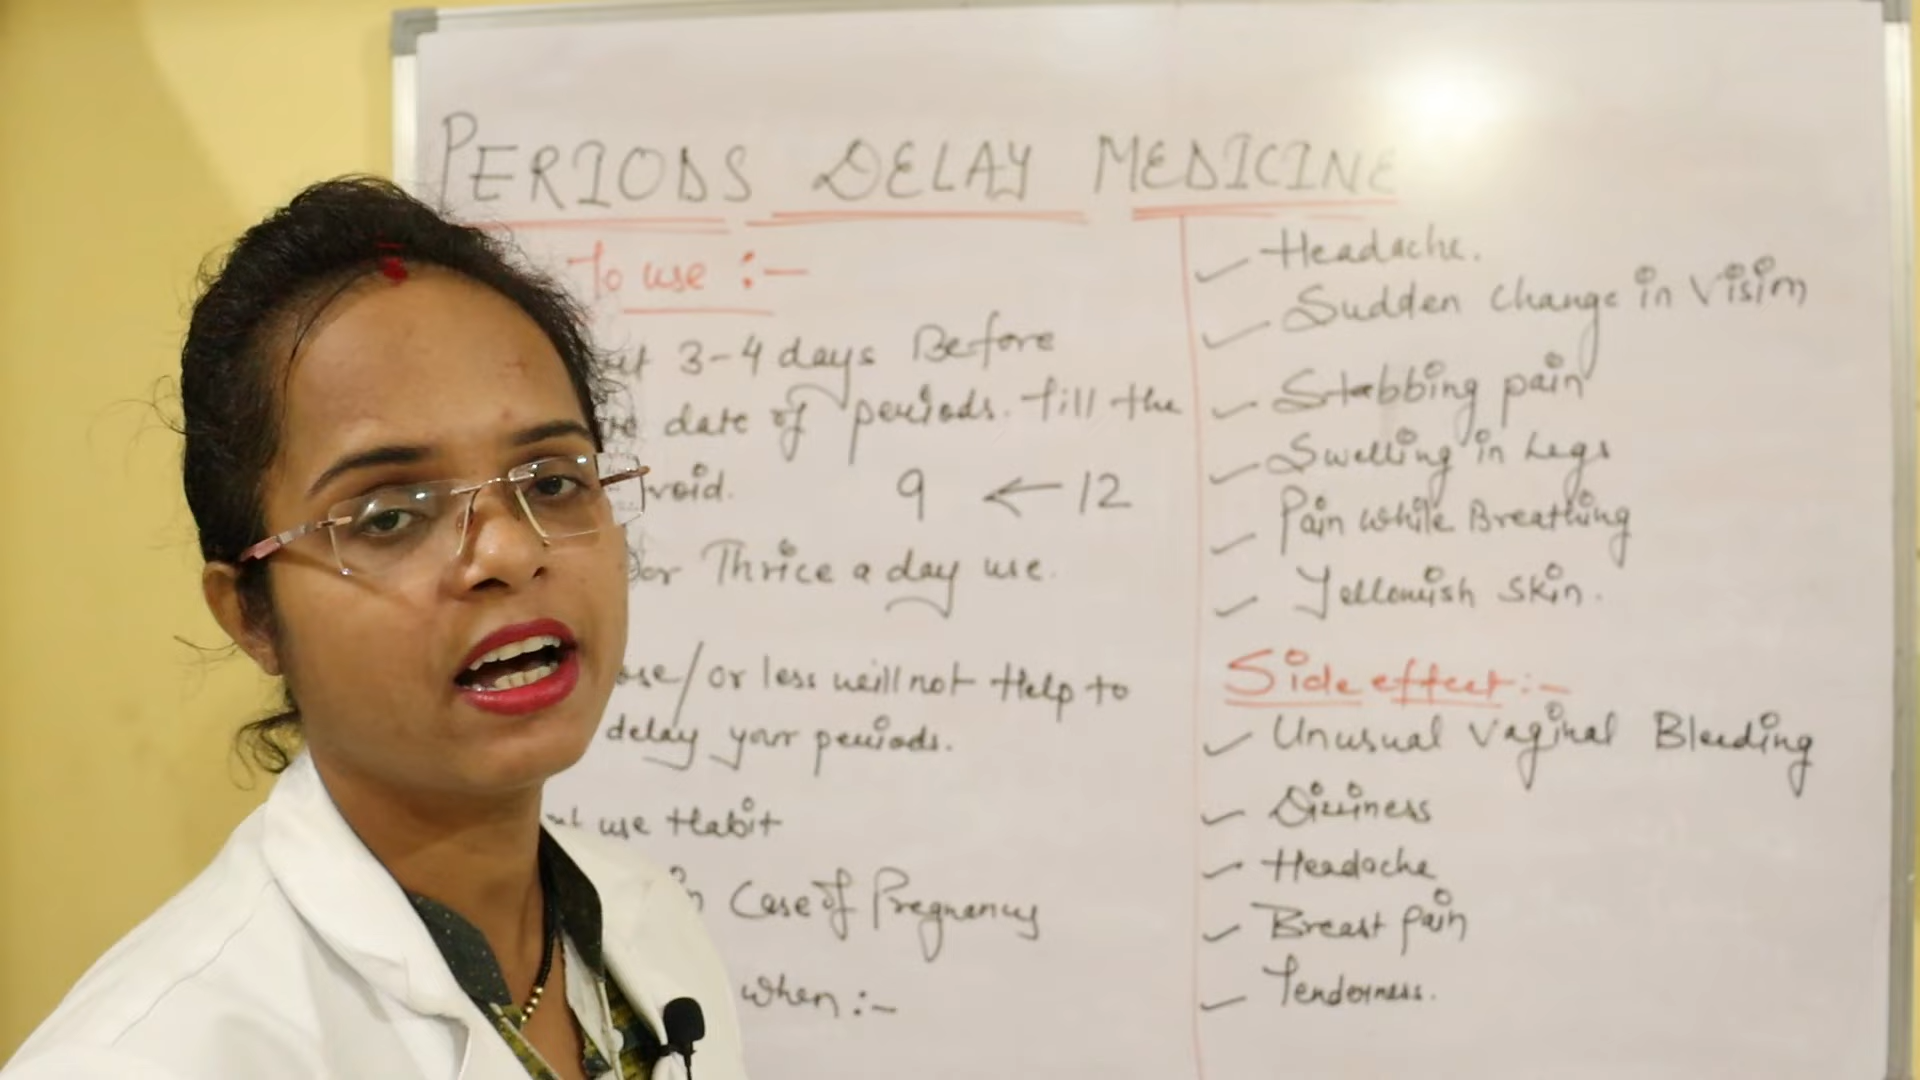 PERIODS DELAY MEDICINE
To use :-
3-4 days Before
date of periods. till the
9 ← 12
Thrice a day use.
/or less will not Help to
delay your periods.
use Habit
Case of Pregnancy
when :-
Headache.
Sudden Change in Vision
Stabbing pain
Swelling in Legs
Pain while Breathing
Yellowish Skin.
Side effect :-
Unusual Vaginal Bleeding
Dizziness
Headache
Breast Pain
Tenderness.